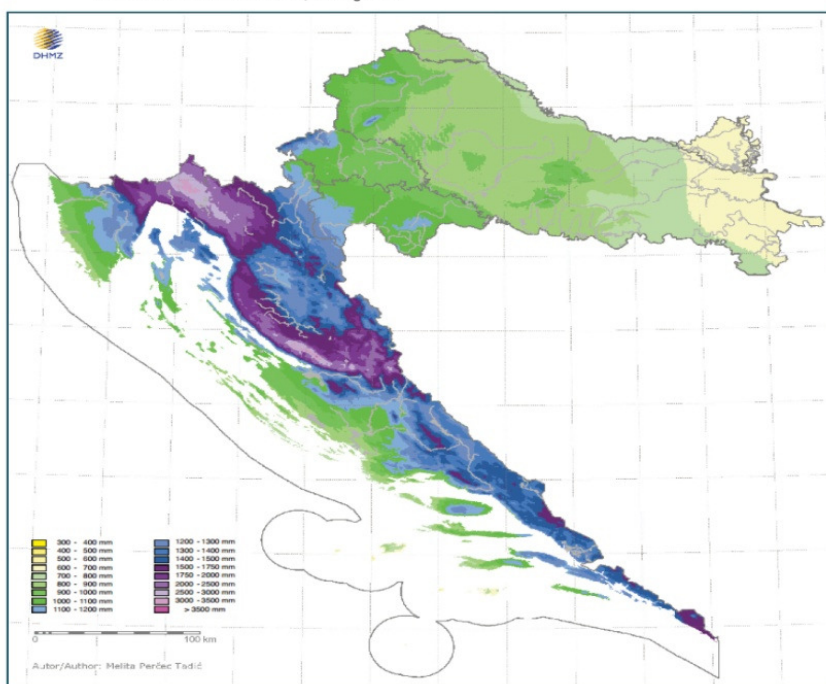 DHMZ
300 - 400 mm
400 - 500 mm
500 - 600 mm
600 - 700 mm
700 - 800 mm
800 - 900 mm
900 - 1000 mm
1000 - 1100 mm
1100 - 1200 mm
1200 - 1300 mm
1300 - 1400 mm
1400 - 1500 mm
1500 - 1750 mm
1750 - 2000 mm
2000 - 2500 mm
2500 - 3000 mm
3000 - 3500 mm
> 3500 mm
0 100 km
Autor/Author: Melita Perčec Tadić